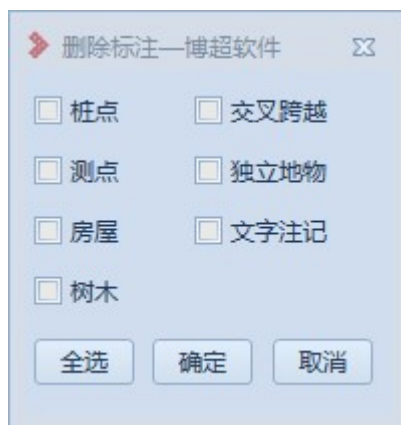 删除标注—博超软件
桩点 交叉跨越
测点 独立地物
房屋 文字注记
树木
全选 确定 取消